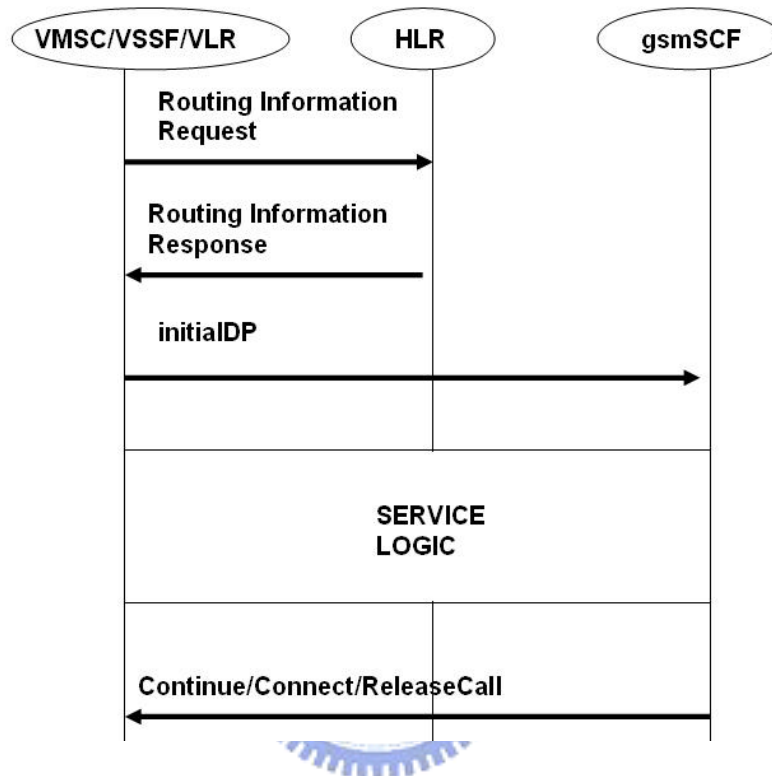 VMSC/VSSF/VLR HLR gsmSCF
Routing Information
Request
Routing Information
Response
initialDP
SERVICE
LOGIC
Continue/Connect/ReleaseCall